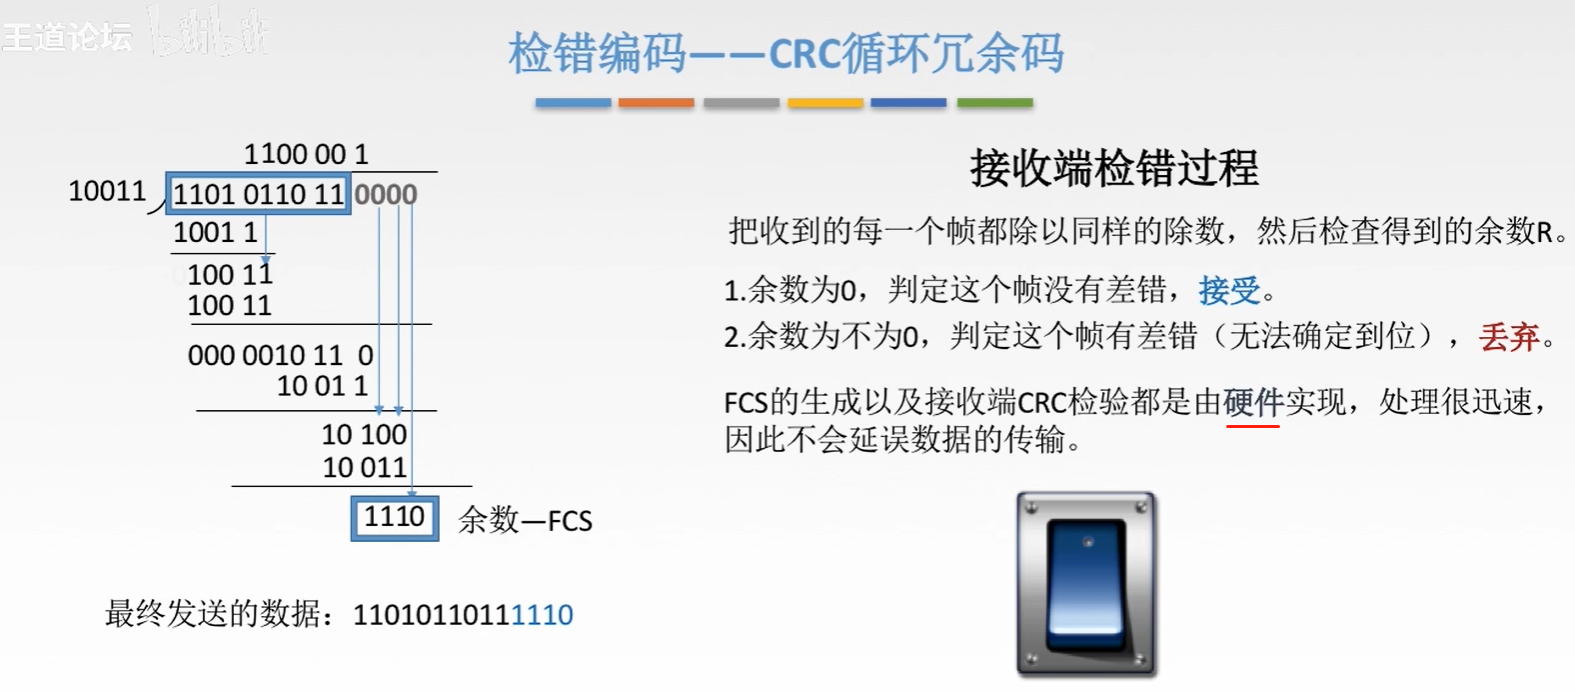 王道论坛 bilibili
检错编码——CRC循环冗余码
1100 00 1
10011
1101 0110 11 0000
1001 1
100 11
100 11
000 0010 11 0
10 01 1
10 100
10 011
1110 余数—FCS
最终发送的数据：11010110111110
接收端检错过程
把收到的每一个帧都除以同样的除数，然后检查得到的余数R。
1.余数为0，判定这个帧没有差错，接受。
2.余数为不为0，判定这个帧有差错（无法确定到位），丢弃。
FCS的生成以及接收端CRC检验都是由硬件实现，处理很迅速，
因此不会延误数据的传输。